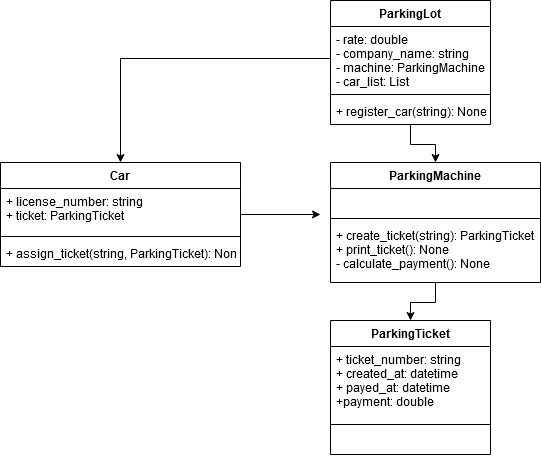 ParkingLot
- rate: double
- company_name: string
- machine: ParkingMachine
- car_list: List
+ register_car(string): None
Car
+ license_number: string
+ ticket: ParkingTicket
+ assign_ticket(string, ParkingTicket): Non
ParkingMachine
+ create_ticket(string): ParkingTicket
+ print_ticket(): None
- calculate_payment(): None
ParkingTicket
+ ticket_number: string
+ created_at: datetime
+ payed_at: datetime
+payment: double